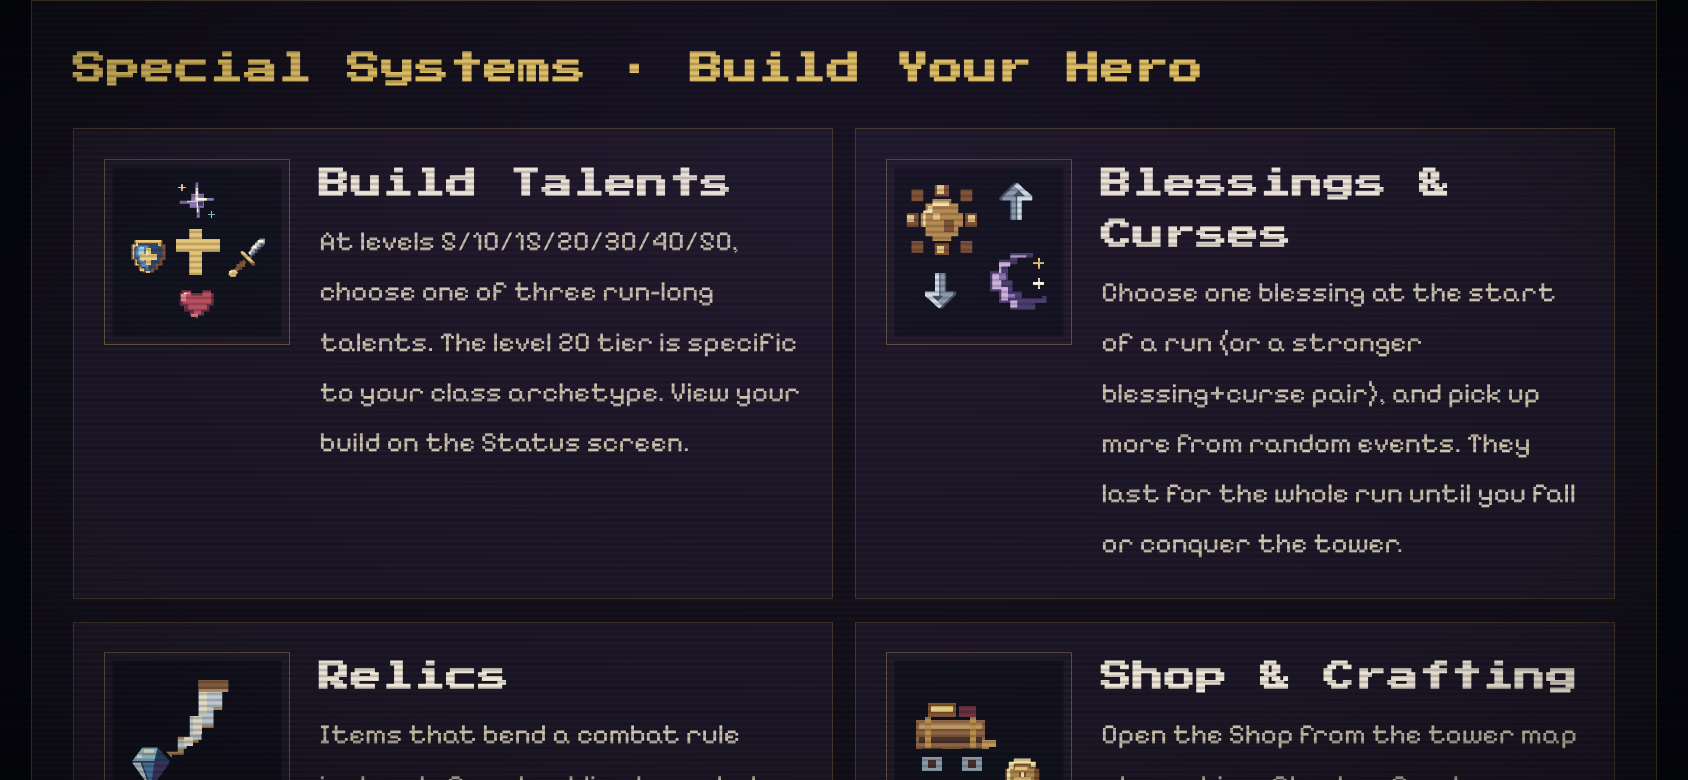 Special Systems · Build Your Hero
Build Talents
At levels 5/10/15/20/30/40/50,
choose one of three run-long
talents. The level 20 tier is specific
to your class archetype. View your
build on the Status screen.
Blessings &
Curses
Choose one blessing at the start
of a run (or a stronger
blessing+curse pair), and pick up
more from random events. They
last for the whole run until you fall
or conquer the tower.
Relics
Items that bend a combat rule
Shop & Crafting
Open the Shop from the tower map